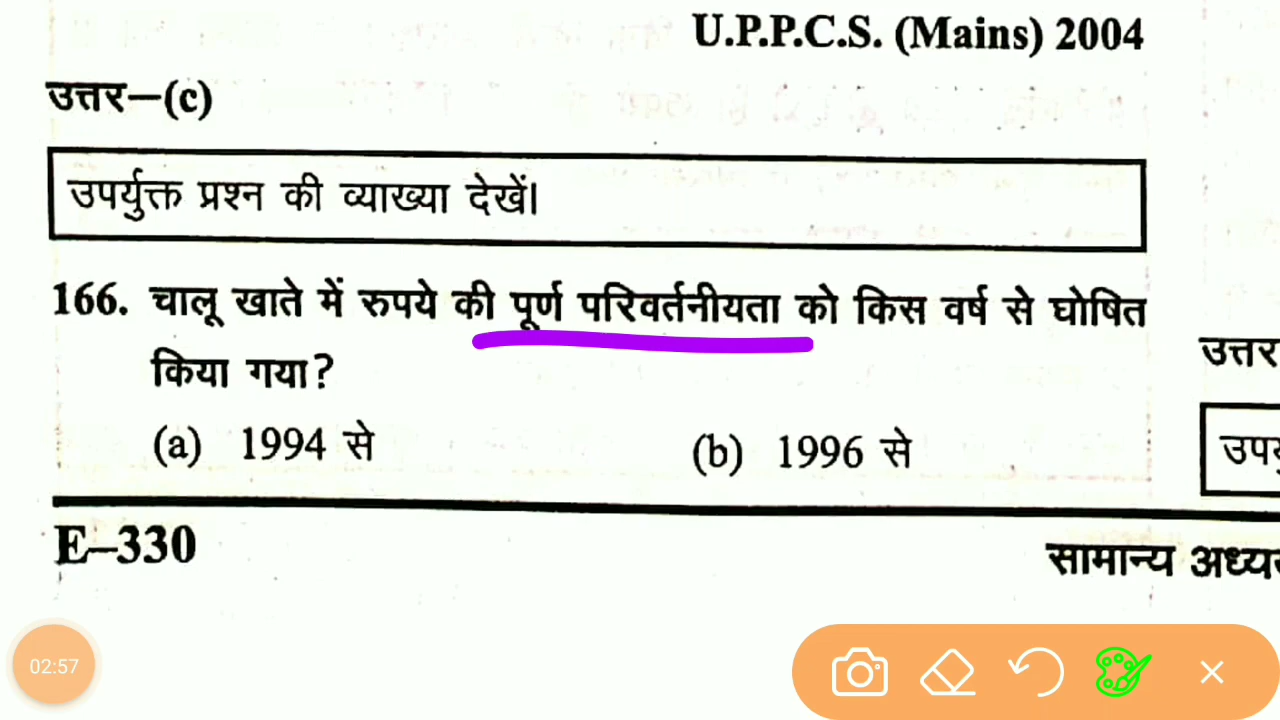 U.P.P.C.S. (Mains) 2004
उत्तर–(c)
उपर्युक्त प्रश्न की व्याख्या देखें।
166. चालू खाते में रुपये की पूर्ण परिवर्तनीयता को किस वर्ष से घोषित
किया गया?
(a) 1994 से (b) 1996 से
उत्तर
E–330
02:57